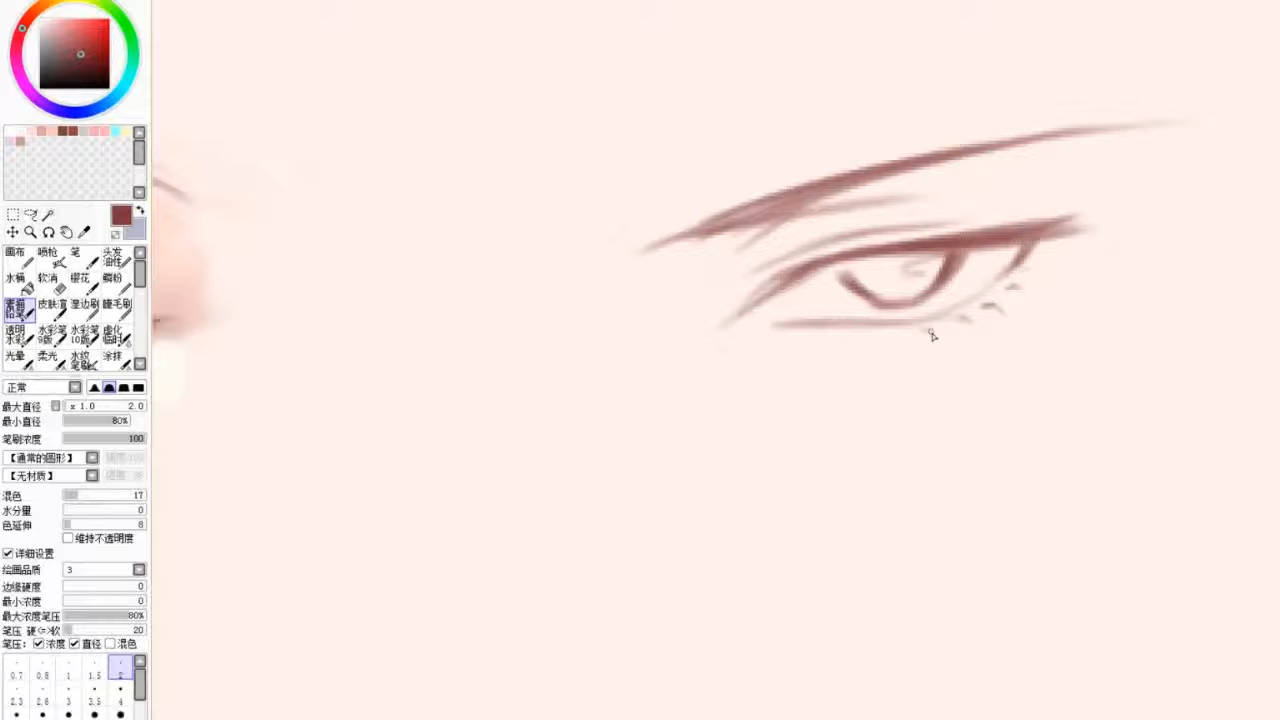 画布 喷枪 笔 头发油性
水桶 软消 樱花 鳞粉
素描铅笔 皮肤渲 湿边刷 睫毛刷
透明水彩 水彩笔9版 水彩笔10版 虚化临时
光晕 柔光 水纹笔刷 涂抹
正常
最大直径 x 1.0 2.0
最小直径 80%
笔刷浓度 100
【通常的图形】
【无材质】
混色 17
水分量 0
色延伸 8
维持不透明度
详细设置
绘画品质 3
边缘硬度 0
最小浓度 0
最大浓度笔压 80%
笔压 硬<=>软 20
笔压: 浓度 直径 混色
0.7 0.8 1 1.5 2
2.3 2.6 3 3.5 4